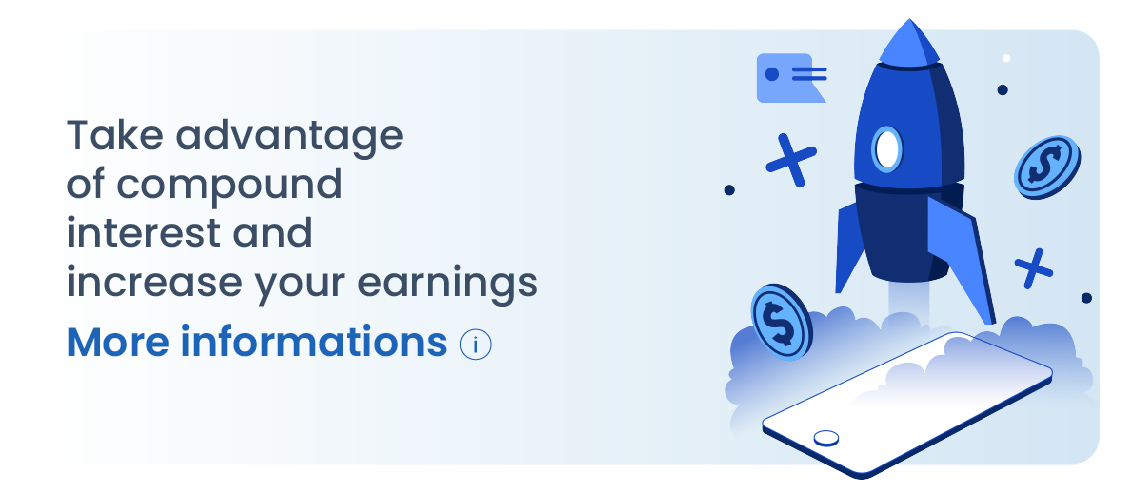 Take advantage
of compound
interest and
increase your earnings
More informations i
$
$